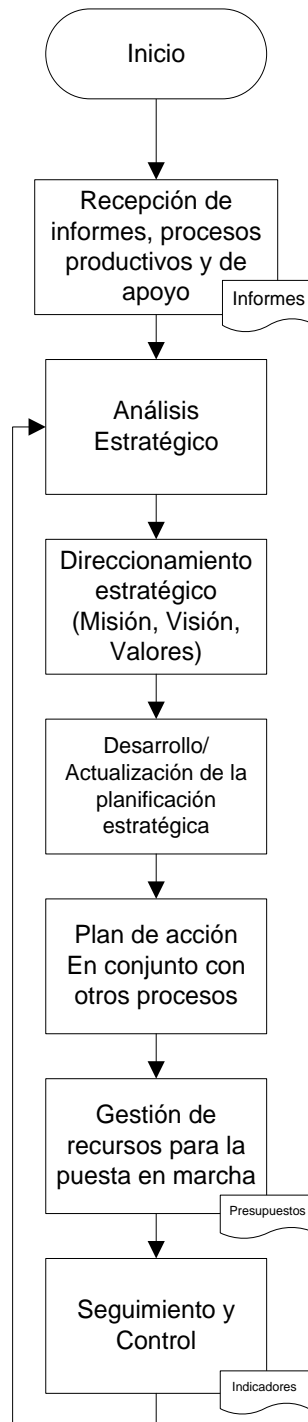 Inicio
Recepción de
informes, procesos
productivos y de
apoyo
Informes
Análisis
Estratégico
Direccionamiento
estratégico
(Misión, Visión,
Valores)
Desarrollo/
Actualización de la
planificación
estratégica
Plan de acción
En conjunto con
otros procesos
Gestión de
recursos para la
puesta en marcha
Presupuestos
Seguimiento y
Control
Indicadores